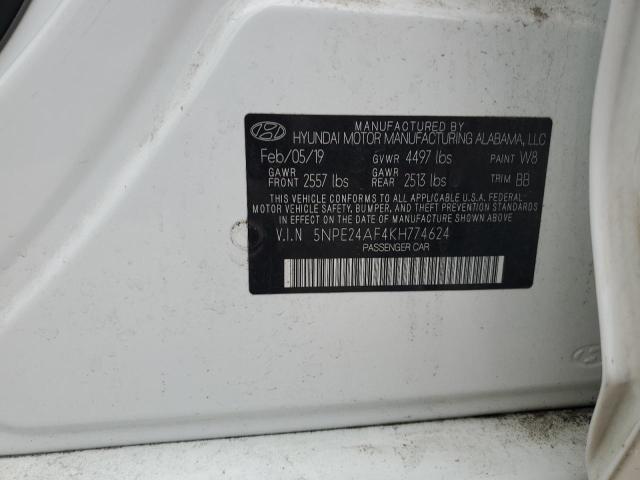 MANUFACTURED BY
HYUNDAI MOTOR MANUFACTURING ALABAMA, LLC
Feb/05/19 GVWR 4497 lbs PAINT W8
GAWR FRONT 2557 lbs GAWR REAR 2513 lbs TRIM BB
THIS VEHICLE CONFORMS TO ALL APPLICABLE U.S.A. FEDERAL
MOTOR VEHICLE SAFETY, BUMPER, AND THEFT PREVENTION STANDARDS
IN EFFECT ON THE DATE OF MANUFACTURE SHOWN ABOVE.
V.I.N 5NPE24AF4KH774624
PASSENGER CAR